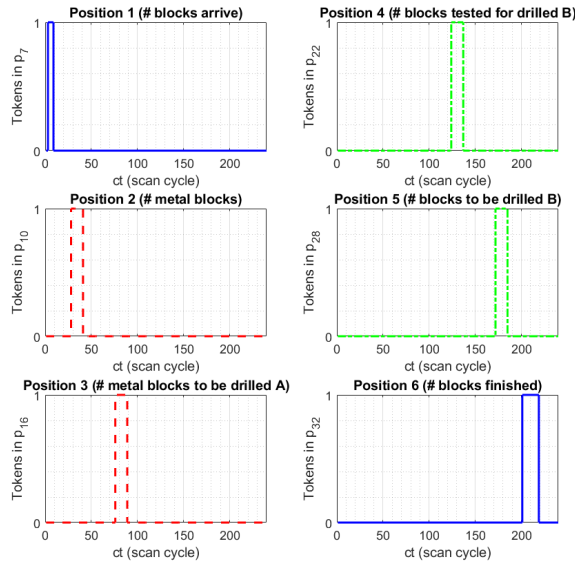 Position 1 (# blocks arrive)
1
Tokens in p7
0
0 50 100 150 200
ct (scan cycle)
Position 4 (# blocks tested for drilled B)
1
Tokens in p22
0
0 50 100 150 200
ct (scan cycle)
Position 2 (# metal blocks)
1
Tokens in p10
0
0 50 100 150 200
ct (scan cycle)
Position 5 (# blocks to be drilled B)
1
Tokens in p28
0
0 50 100 150 200
ct (scan cycle)
Position 3 (# metal blocks to be drilled A)
1
Tokens in p16
0
0 50 100 150 200
ct (scan cycle)
Position 6 (# blocks finished)
1
Tokens in p32
0
0 50 100 150 200
ct (scan cycle)